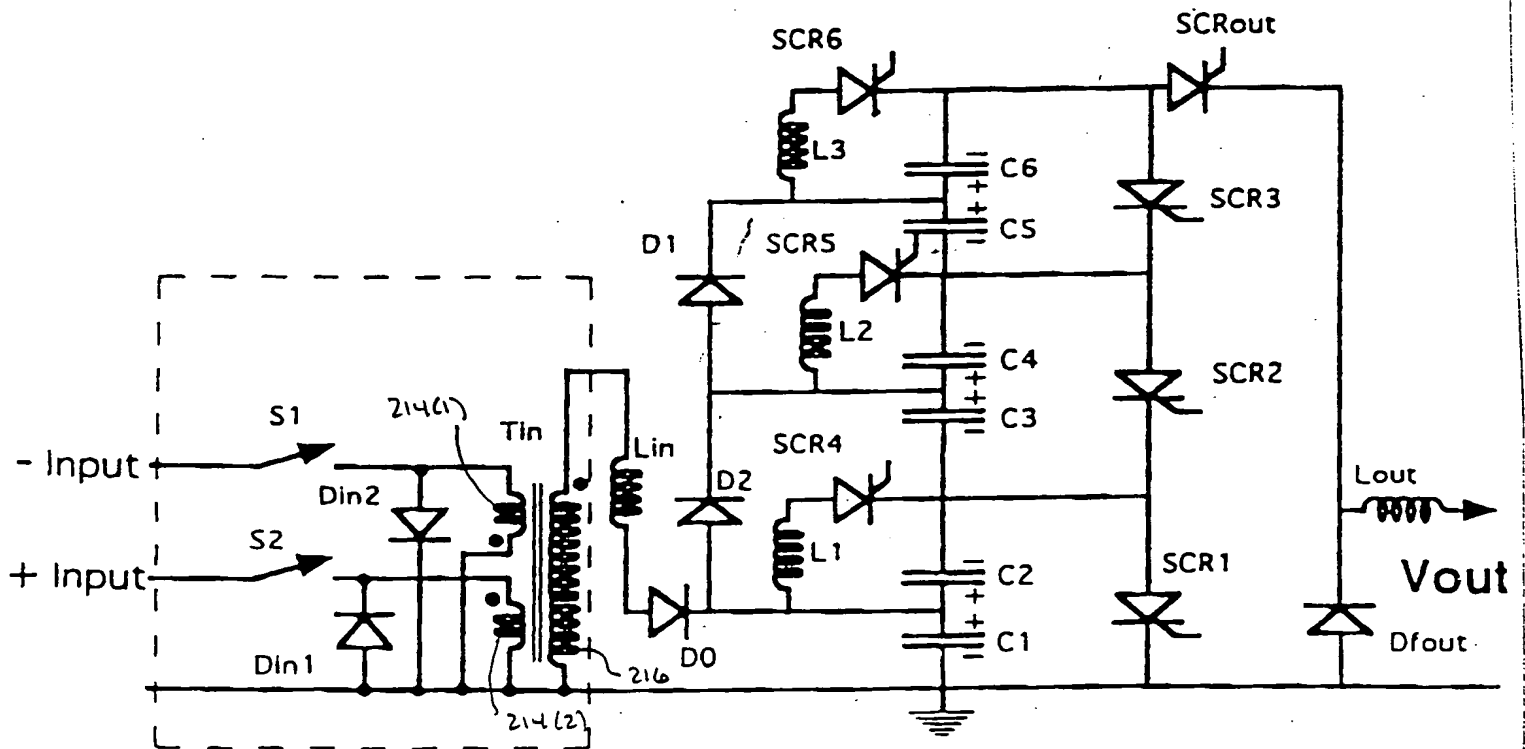 SCR6
SCRout
L3
C6
SCR3
D1
SCR5
C5
L2
C4
SCR2
214(1)
S1
Tin
Lin
D2
SCR4
C3
- Input
Din2
Lout
S2
L1
C2
SCR1
Vout
+ Input
Din1
D0
C1
Dfout
216
214(2)
- + + - - + + - - + + -